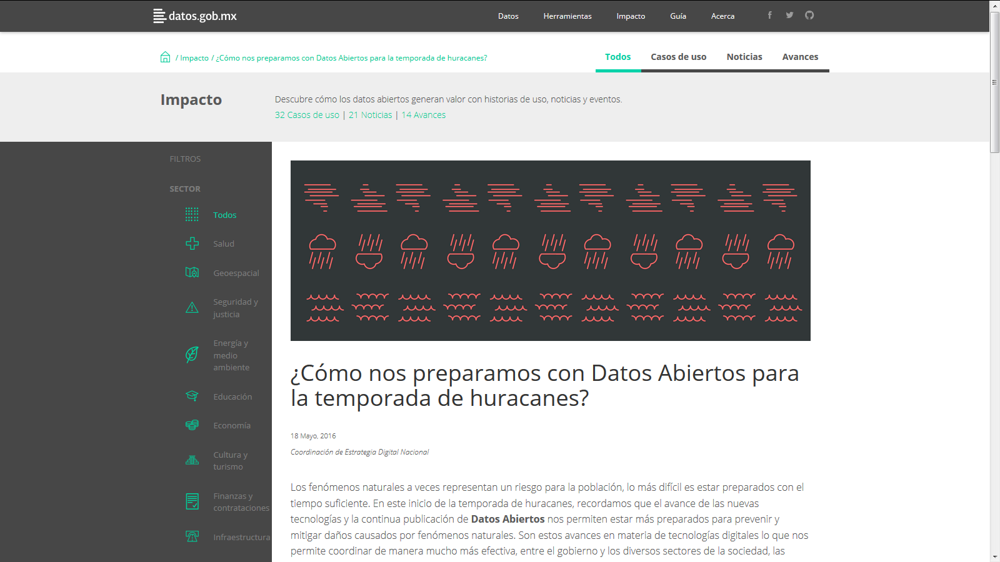 datos.gob.mx
Datos Herramientas Impacto Guía Acerca
/ Impacto / ¿Cómo nos preparamos con Datos Abiertos para la temporada de huracanes?
Todos Casos de uso Noticias Avances
Impacto
Descubre cómo los datos abiertos generan valor con historias de uso, noticias y eventos.
32 Casos de uso | 21 Noticias | 14 Avances
FILTROS
SECTOR
Todos
Salud
Geoespacial
Seguridad y
justicia
Energía y
medio
ambiente
Educación
Economía
Cultura y
turismo
Finanzas y
contrataciones
Infraestructura
¿Cómo nos preparamos con Datos Abiertos para
la temporada de huracanes?
18 Mayo, 2016
Coordinación de Estrategia Digital Nacional
Los fenómenos naturales a veces representan un riesgo para la población, lo más difícil es estar preparados con el
tiempo suficiente. En este inicio de la temporada de huracanes, recordamos que el avance de las nuevas
tecnologías y la continua publicación de Datos Abiertos nos permiten estar más preparados para prevenir y
mitigar daños causados por fenómenos naturales. Son estos avances en materia de tecnologías digitales lo que nos
permite coordinar de manera mucho más efectiva, entre el gobierno y los diversos sectores de la sociedad, las